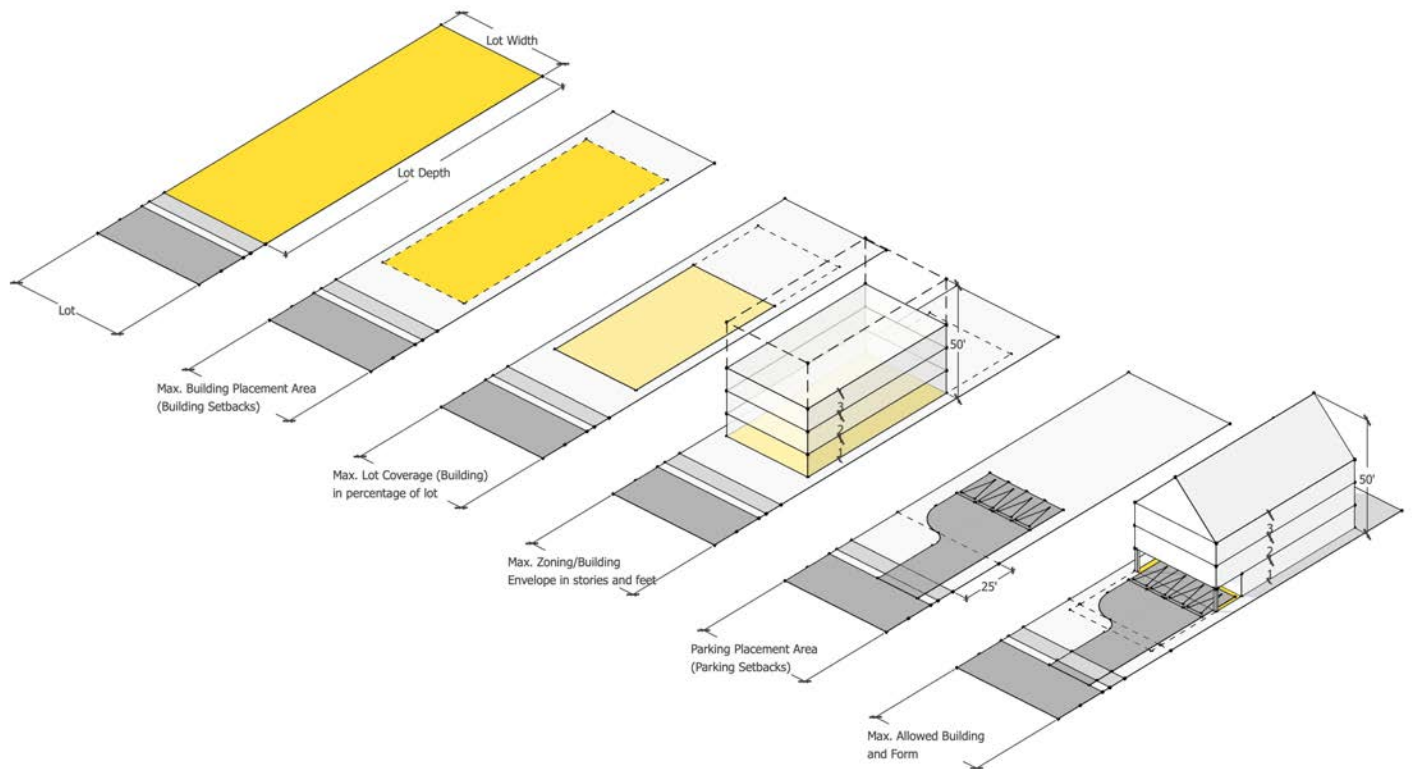 Lot Width
Lot Depth
Lot
Max. Building Placement Area
(Building Setbacks)
Max. Lot Coverage (Building)
in percentage of lot
50'
3
2
1
Max. Zoning/Building
Envelope in stories and feet
25'
Parking Placement Area
(Parking Setbacks)
50'
3
2
1
Max. Allowed Building
and Form